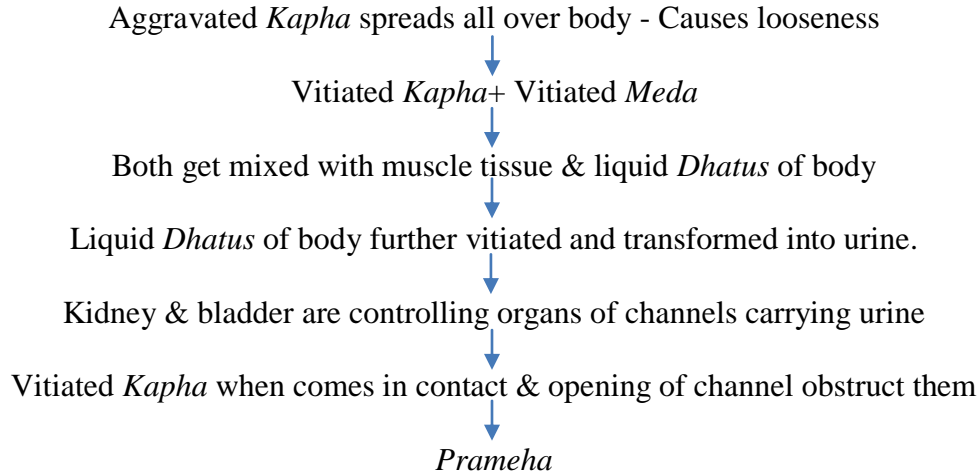 Aggravated Kapha spreads all over body - Causes looseness
Vitiated Kapha+ Vitiated Meda
Both get mixed with muscle tissue & liquid Dhatus of body
Liquid Dhatus of body further vitiated and transformed into urine.
Kidney & bladder are controlling organs of channels carrying urine
Vitiated Kapha when comes in contact & opening of channel obstruct them
Prameha